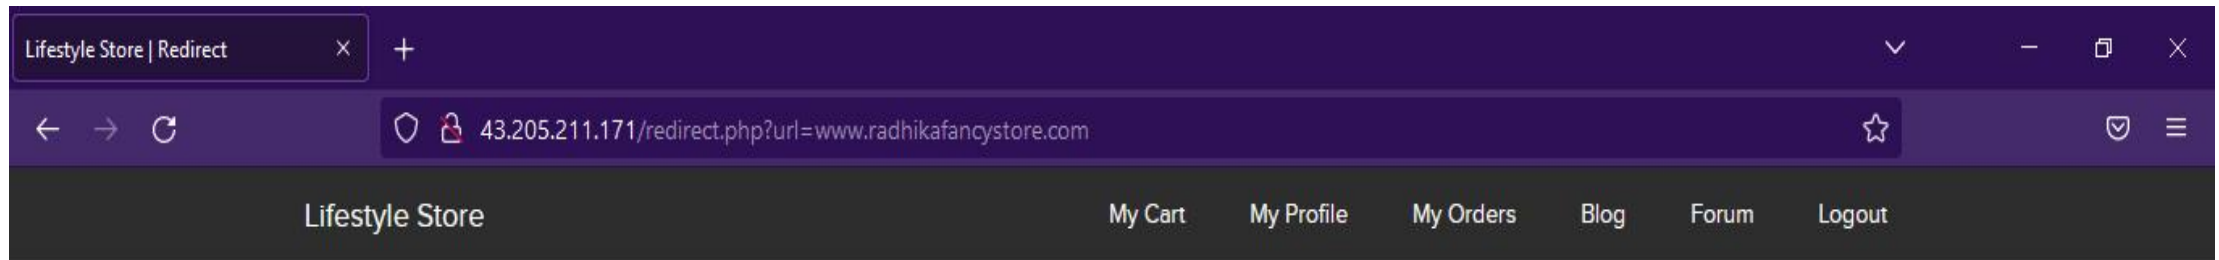 Lifestyle Store | Redirect
43.205.211.171/redirect.php?url=www.radhikafancystore.com
Lifestyle Store My Cart My Profile My Orders Blog Forum Logout